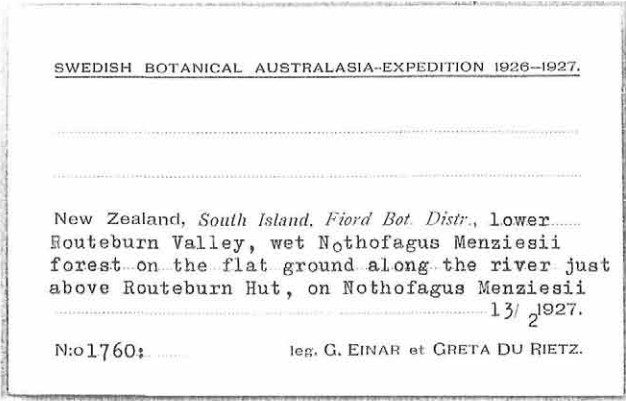 SWEDISH BOTANICAL AUSTRALASIA-EXPEDITION 1926-1927.
New Zealand, South Island, Fiord Bot. Distr., lower
Routeburn Valley, wet Nothofagus Menziesii
forest on the flat ground along the river just
above Routeburn Hut, on Nothofagus Menziesii
13/2 1927.
N:o 1760: leg. G. EINAR et GRETA DU RIETZ.